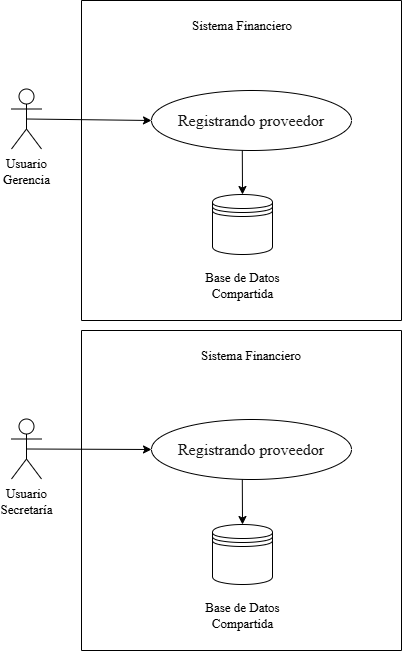 Sistema Financiero
Registrando proveedor
Usuario
Gerencia
Base de Datos
Compartida
Sistema Financiero
Registrando proveedor
Usuario
Secretaría
Base de Datos
Compartida